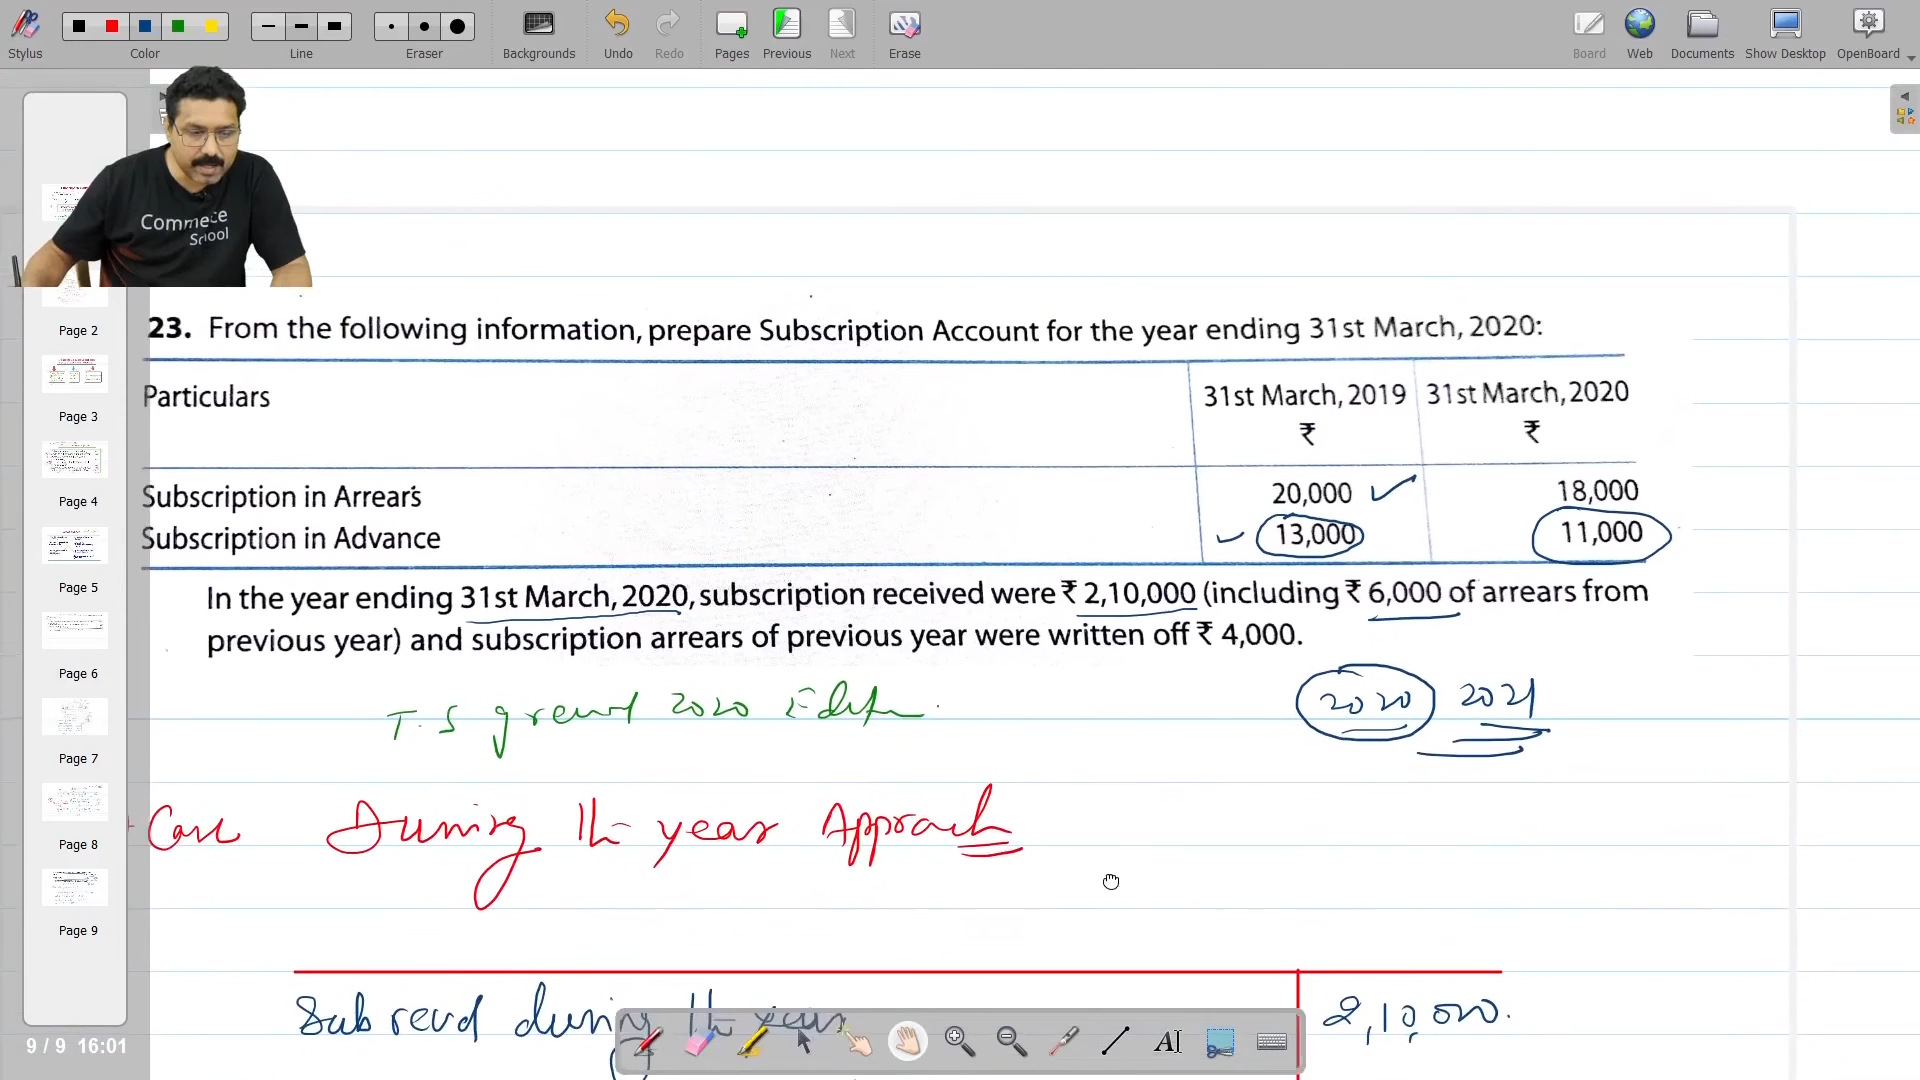 Stylus Color Line Eraser Backgrounds Undo Redo Pages Previous Next Erase Board Web Documents Show Desktop OpenBoard
Commerce
School
23. From the following information, prepare Subscription Account for the year ending 31st March, 2020:
Particulars 31st March, 2019 31st March, 2020
₹ ₹
Subscription in Arrears 20,000 18,000
Subscription in Advance 13,000 11,000
In the year ending 31st March, 2020, subscription received were ₹ 2,10,000 (including ₹ 6,000 of arrears from
previous year) and subscription arrears of previous year were written off ₹ 4,000.
T.S grewal 2020 Edition 2020 2021
During the year Approach
Sub recvd during the year 2,10,000.
Page 2
Page 3
Page 4
Page 5
Page 6
Page 7
Page 8
Page 9
9 / 9 16:01